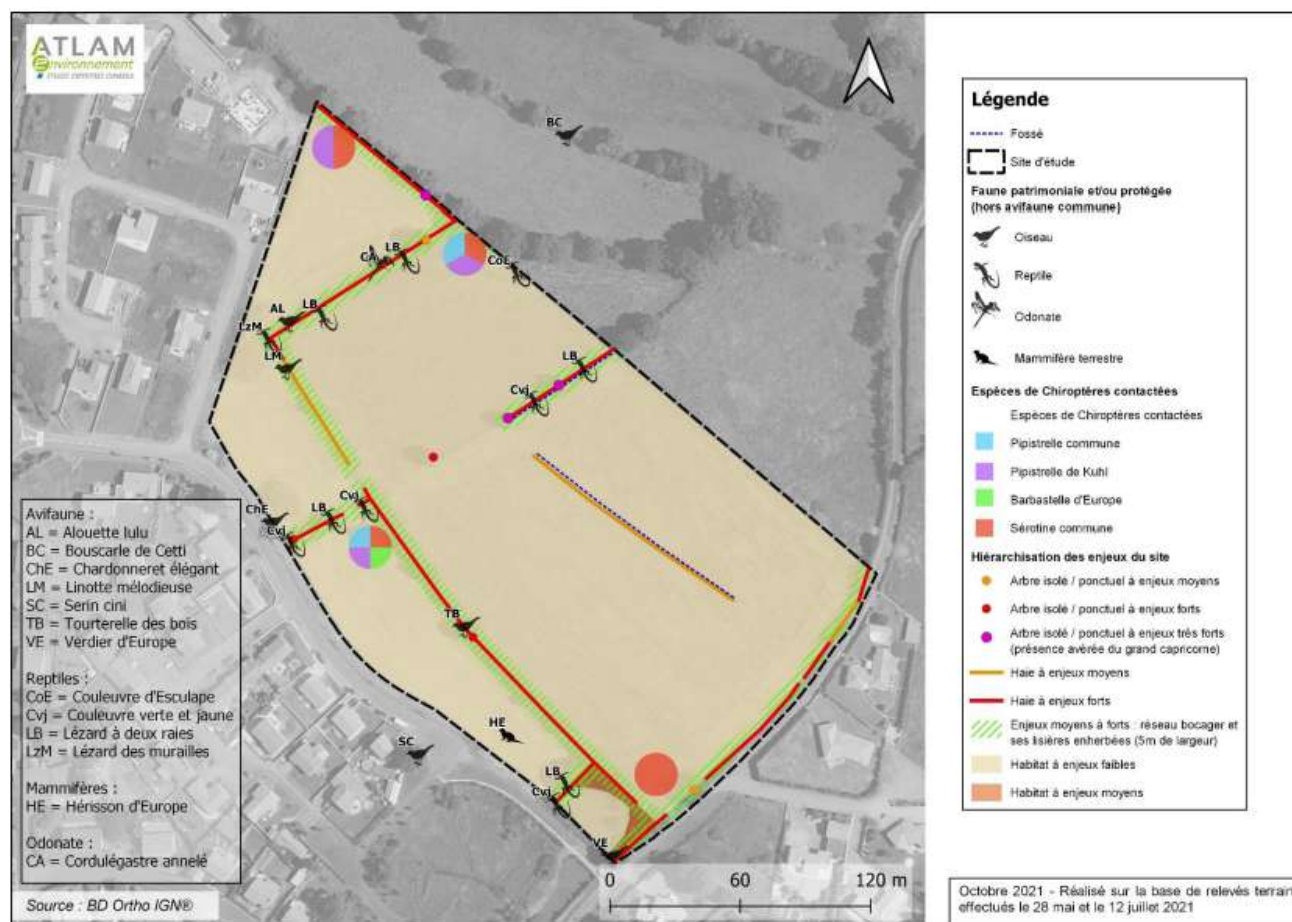 ATLAM
Environnement
BC
LB
CA
CoE
AL
LB
LzM
LM
LB
Cvj
ChE
LB
Cvj
Cvj
TB
HE
SC
LB
Cvj
VE
Avifaune :
AL = Alouette lulu
BC = Bouscarle de Cetti
ChE = Chardonneret élégant
LM = Linotte mélodieuse
SC = Serin cini
TB = Tourterelle des bois
VE = Verdier d'Europe
Reptiles :
CoE = Couleuvre d'Esculape
Cvj = Couleuvre verte et jaune
LB = Lézard à deux raies
LzM = Lézard des murailles
Mammifères :
HE = Hérisson d'Europe
Odonate :
CA = Cordulégastre annelé
Source : BD Ortho IGN®
0 60 120 m
Légende
Fossé
Site d'étude
Faune patrimoniale et/ou protégée
(hors avifaune commune)
Oiseau
Reptile
Odonate
Mammifère terrestre
Espèces de Chiroptères contactées
Espèces de Chiroptères contactées
Pipistrelle commune
Pipistrelle de Kuhl
Barbastelle d'Europe
Sérotine commune
Hiérarchisation des enjeux du site
Arbre isolé / ponctuel à enjeux moyens
Arbre isolé / ponctuel à enjeux forts
Arbre isolé / ponctuel à enjeux très forts
(présence avérée du grand capricorne)
Haie à enjeux moyens
Haie à enjeux forts
Enjeux moyens à forts : réseau bocager et
ses lisières enherbées (5m de largeur)
Habitat à enjeux faibles
Habitat à enjeux moyens
Octobre 2021 - Réalisé sur la base de relevés terrain
effectués le 28 mai et le 12 juillet 2021